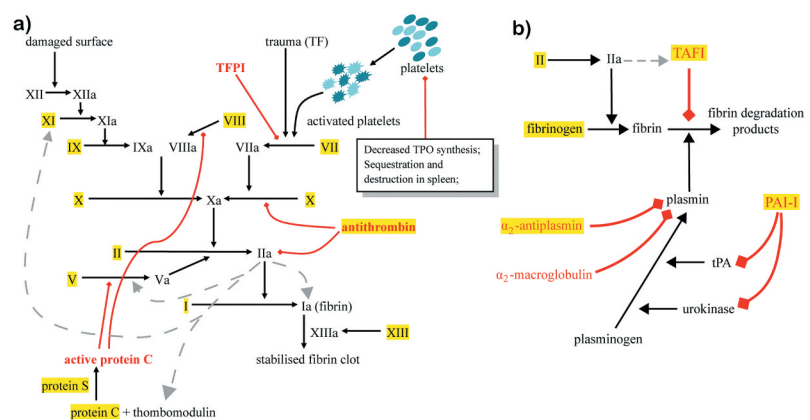 a)
damaged surface
trauma (TF)
platelets
TFPI
activated platelets
XII
XIIa
XI
XIa
VIII
IX
IXa
VIIIa
VIIa
VII
Decreased TPO synthesis;
Sequestration and
destruction in spleen;
X
Xa
X
antithrombin
II
IIa
V
Va
I
Ia (fibrin)
XIIIa
XIII
active protein C
stabilised fibrin clot
protein S
protein C + thombomodulin
b)
II
IIa
TAFI
fibrinogen
fibrin
fibrin degradation
products
plasmin
PAI-I
α2-antiplasmin
α2-macroglobulin
tPA
urokinase
plasminogen